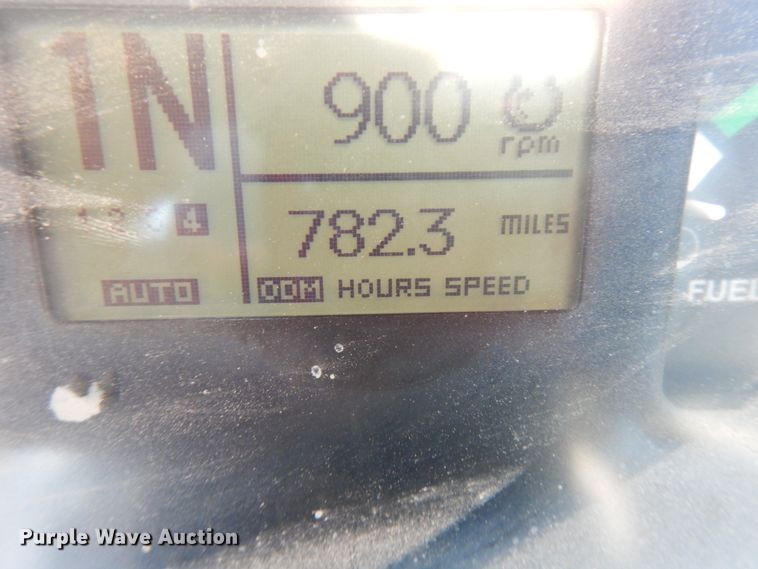 1N
900
rpm
4
782.3 MILES
AUTO ODM HOURS SPEED
FUEL
Purple Wave Auction®